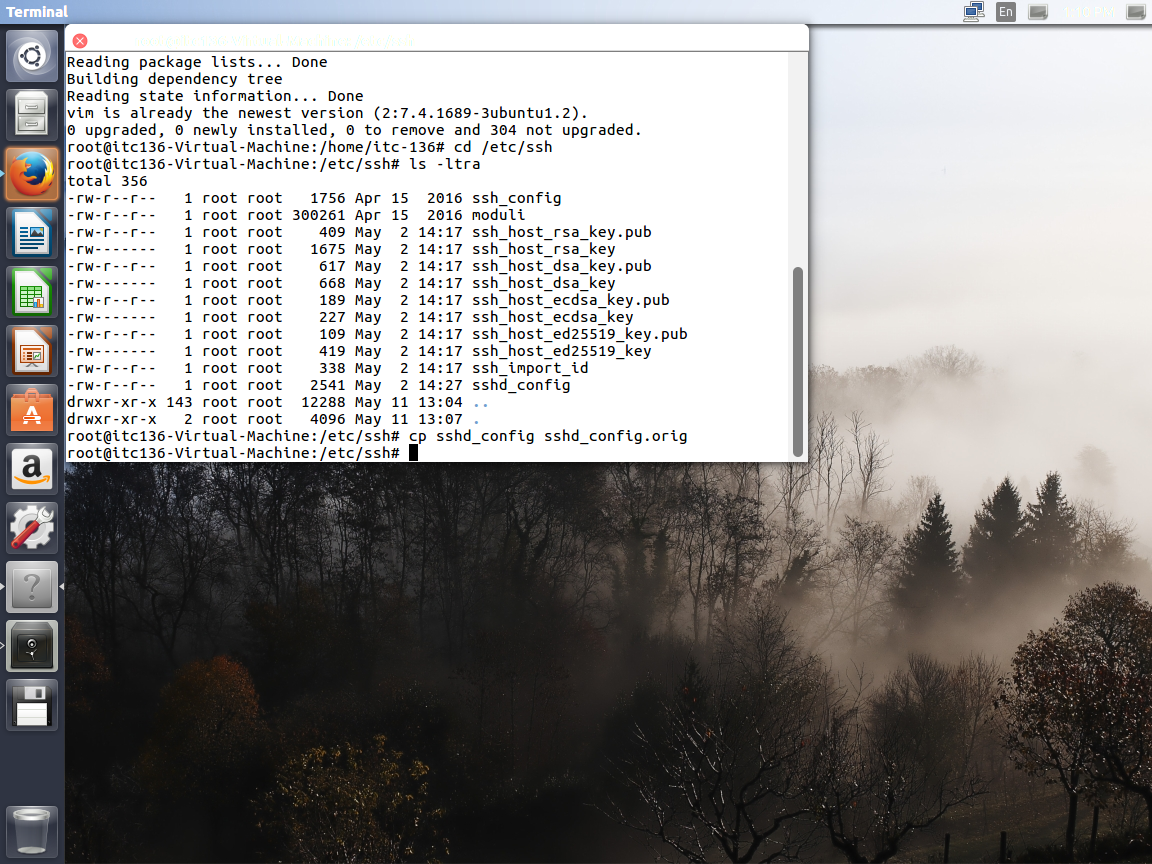 Terminal
En
Reading package lists... Done
Building dependency tree
Reading state information... Done
vim is already the newest version (2:7.4.1689-3ubuntu1.2).
0 upgraded, 0 newly installed, 0 to remove and 304 not upgraded.
root@itc136-Virtual-Machine:/home/itc-136# cd /etc/ssh
root@itc136-Virtual-Machine:/etc/ssh# ls -ltra
total 356
-rw-r--r--   1 root root   1756 Apr 15  2016 ssh_config
-rw-r--r--   1 root root 300261 Apr 15  2016 moduli
-rw-r--r--   1 root root    409 May  2 14:17 ssh_host_rsa_key.pub
-rw-------   1 root root   1675 May  2 14:17 ssh_host_rsa_key
-rw-r--r--   1 root root    617 May  2 14:17 ssh_host_dsa_key.pub
-rw-------   1 root root    668 May  2 14:17 ssh_host_dsa_key
-rw-r--r--   1 root root    189 May  2 14:17 ssh_host_ecdsa_key.pub
-rw-------   1 root root    227 May  2 14:17 ssh_host_ecdsa_key
-rw-r--r--   1 root root    109 May  2 14:17 ssh_host_ed25519_key.pub
-rw-------   1 root root    419 May  2 14:17 ssh_host_ed25519_key
-rw-r--r--   1 root root    338 May  2 14:17 ssh_import_id
-rw-r--r--   1 root root   2541 May  2 14:27 sshd_config
drwxr-xr-x 143 root root  12288 May 11 13:04 ..
drwxr-xr-x   2 root root   4096 May 11 13:07 .
root@itc136-Virtual-Machine:/etc/ssh# cp sshd_config sshd_config.orig
root@itc136-Virtual-Machine:/etc/ssh#
a
?